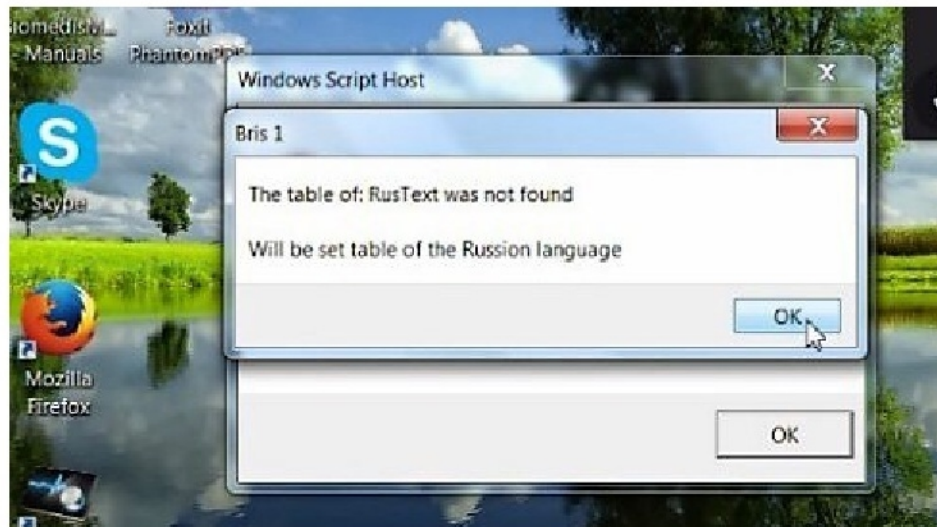 Manuals
Skype
Mozilla
Firefox
Windows Script Host
Bris 1
The table of: RusText was not found
Will be set table of the Russion language
OK
OK